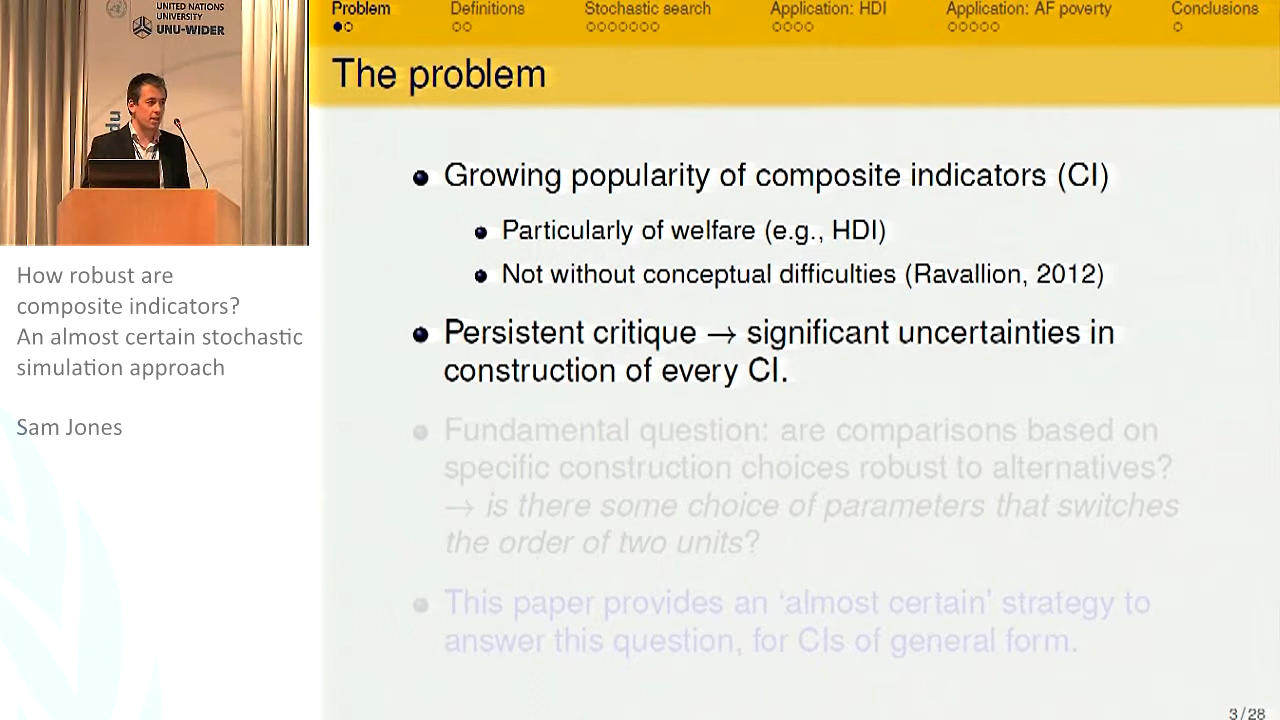 UNITED NATIONS
UNIVERSITY
UNU-WIDER
du
How robust are
composite indicators?
An almost certain stochastic
simulation approach
Sam Jones
Problem Definitions Stochastic search Application: HDI Application: AF poverty Conclusions
The problem
Growing popularity of composite indicators (CI)
Particularly of welfare (e.g., HDI)
Not without conceptual difficulties (Ravallion, 2012)
Persistent critique → significant uncertainties in
construction of every CI.
Fundamental question: are comparisons based on
specific construction choices robust to alternatives?
→ is there some choice of parameters that switches
the order of two units?
This paper provides an ‘almost certain’ strategy to
answer this question, for CIs of general form.
3/28